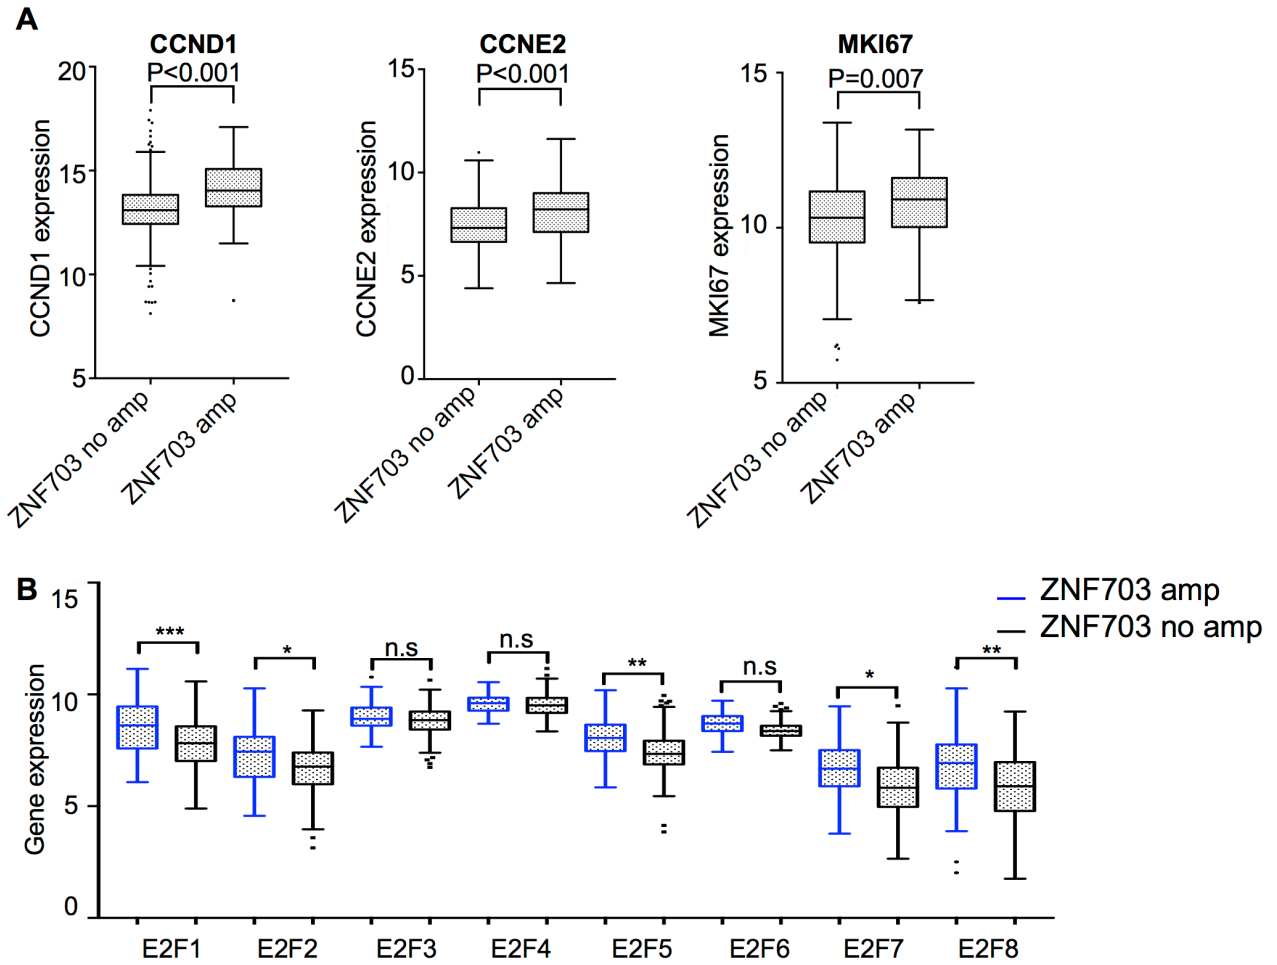 A
CCND1
P<0.001
20
15
10
5
CCND1 expression
ZNF703 no amp
ZNF703 amp
CCNE2
P<0.001
15
10
5
0
CCNE2 expression
ZNF703 no amp
ZNF703 amp
MKI67
P=0.007
15
10
5
MKI67 expression
ZNF703 no amp
ZNF703 amp
B
ZNF703 amp
ZNF703 no amp
15
10
5
0
Gene expression
***
*
n.s
n.s
**
n.s
*
**
E2F1
E2F2
E2F3
E2F4
E2F5
E2F6
E2F7
E2F8